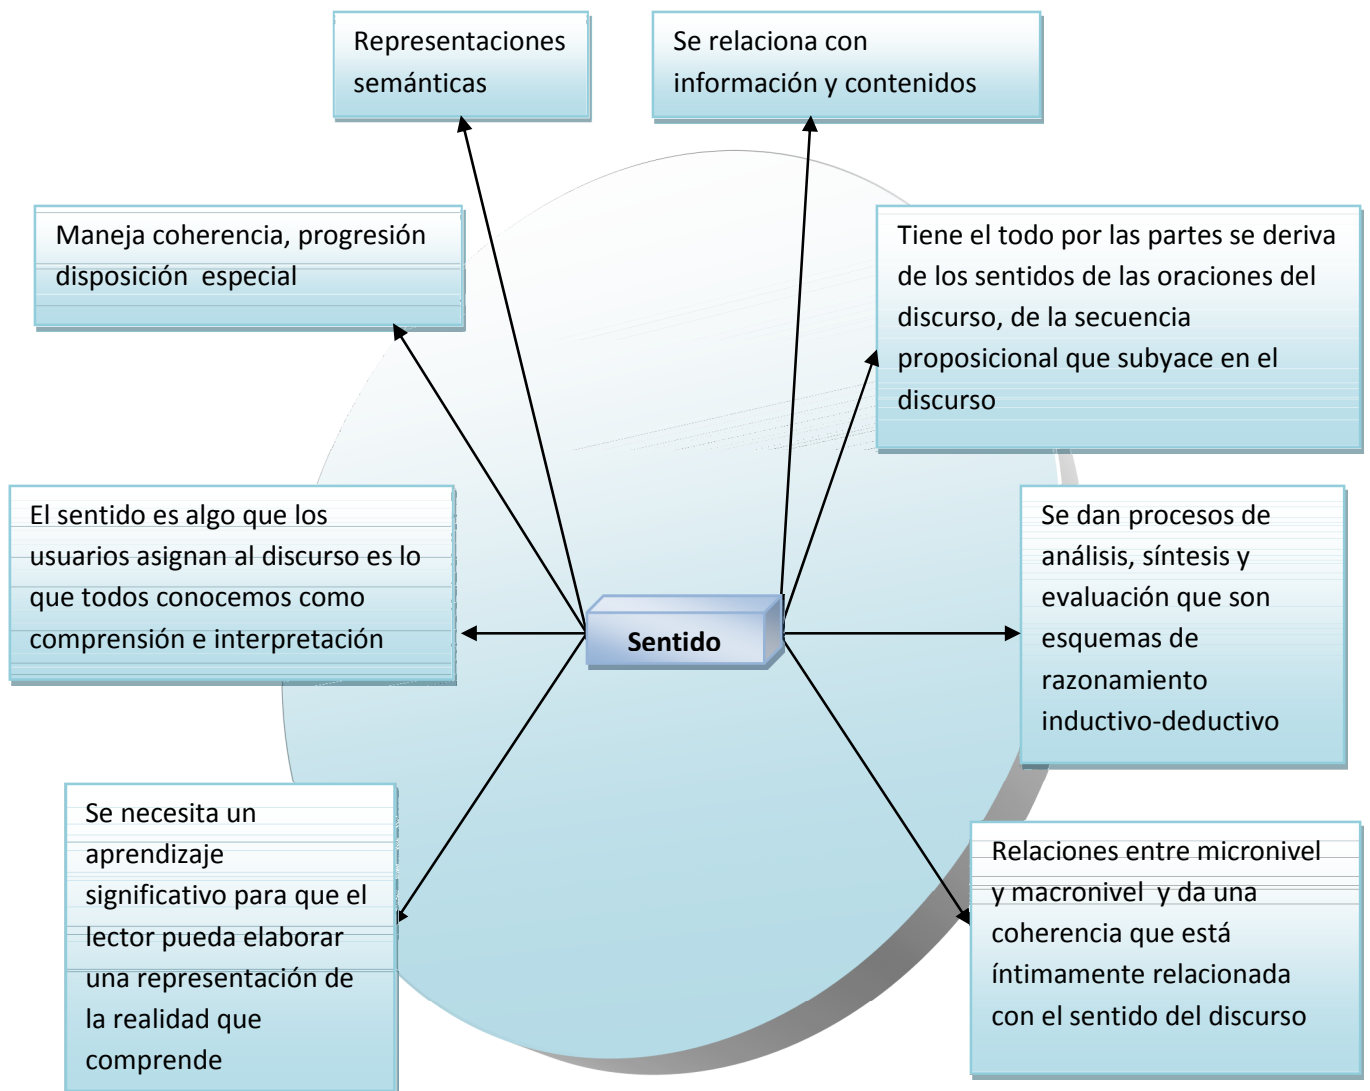 Representaciones
semánticas
Se relaciona con
información y contenidos
Maneja coherencia, progresión
disposición  especial
Tiene el todo por las partes se deriva
de los sentidos de las oraciones del
discurso, de la secuencia
proposicional que subyace en el
discurso
El sentido es algo que los
usuarios asignan al discurso es lo
que todos conocemos como
comprensión e interpretación
Sentido
Se dan procesos de
análisis, síntesis y
evaluación que son
esquemas de
razonamiento
inductivo-deductivo
Se necesita un
aprendizaje
significativo para que el
lector pueda elaborar
una representación de
la realidad que
comprende
Relaciones entre micronivel
y macronivel  y da una
coherencia que está
íntimamente relacionada
con el sentido del discurso